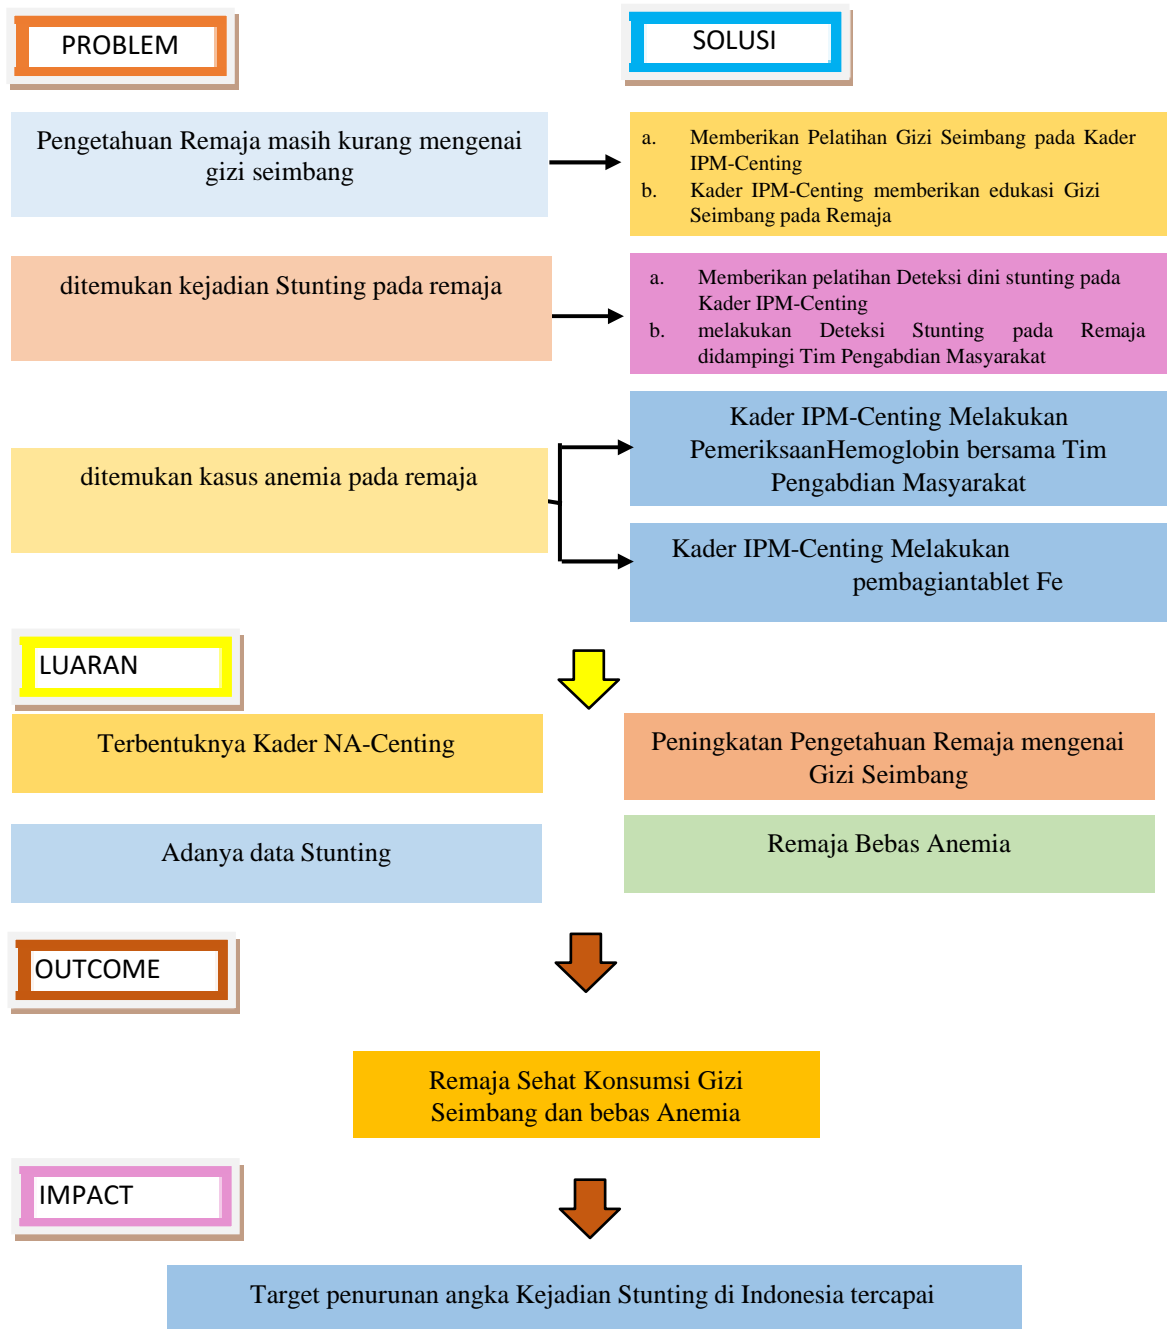 PROBLEM
SOLUSI
Pengetahuan Remaja masih kurang mengenai
gizi seimbang
a. Memberikan Pelatihan Gizi Seimbang pada Kader
IPM-Centing
b. Kader IPM-Centing memberikan edukasi Gizi
Seimbang pada Remaja
ditemukan kejadian Stunting pada remaja
a. Memberikan pelatihan Deteksi dini stunting pada
Kader IPM-Centing
b. melakukan Deteksi Stunting pada Remaja
didampingi Tim Pengabdian Masyarakat
ditemukan kasus anemia pada remaja
Kader IPM-Centing Melakukan
PemeriksaanHemoglobin bersama Tim
Pengabdian Masyarakat
Kader IPM-Centing Melakukan
pembagiantablet Fe
LUARAN
Terbentuknya Kader NA-Centing
Peningkatan Pengetahuan Remaja mengenai
Gizi Seimbang
Adanya data Stunting
Remaja Bebas Anemia
OUTCOME
Remaja Sehat Konsumsi Gizi
Seimbang dan bebas Anemia
IMPACT
Target penurunan angka Kejadian Stunting di Indonesia tercapai